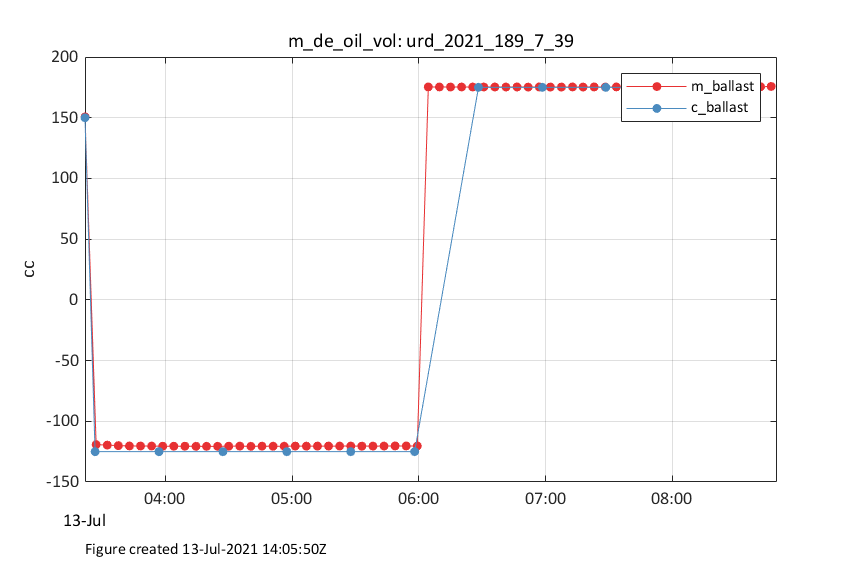 m_de_oil_vol: urd_2021_189_7_39
200
150
100
50
0
-50
-100
-150
cc
m_ballast
c_ballast
04:00 05:00 06:00 07:00 08:00
13-Jul
Figure created 13-Jul-2021 14:05:50Z